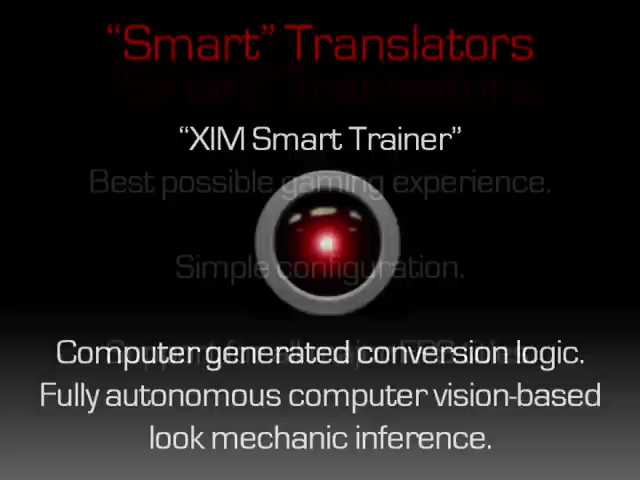 “Smart” Translators
“XIM Smart Trainer”
Best possible gaming experience.
Simple configuration.
Computer generated conversion logic.
Fully autonomous computer vision-based
look mechanic inference.